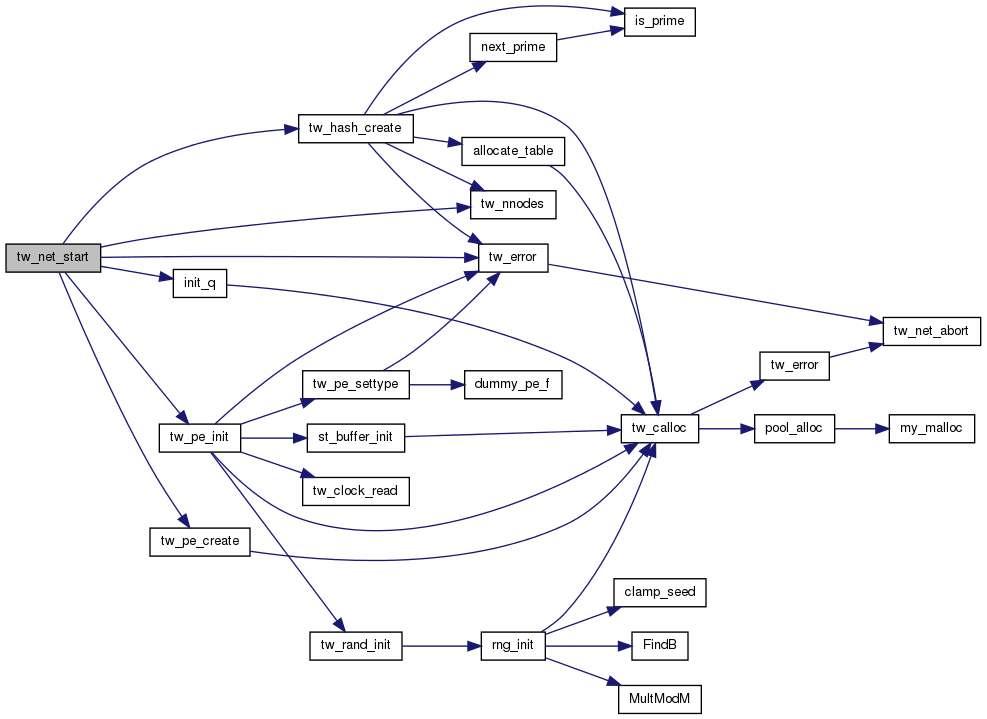 is_prime
next_prime
tw_hash_create
allocate_table
tw_nnodes
tw_net_start
tw_error
init_q
tw_net_abort
tw_error
tw_pe_settype
dummy_pe_f
tw_pe_init
st_buffer_init
tw_calloc
pool_alloc
my_malloc
tw_clock_read
tw_pe_create
clamp_seed
tw_rand_init
rng_init
FindB
MultModM